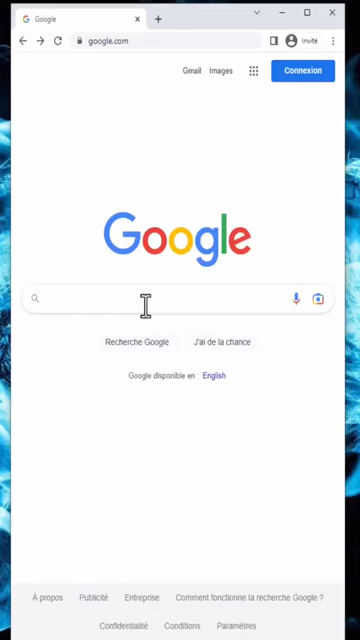 Google
google.com
Invité
Gmail Images
Connexion
Google
Recherche Google J'ai de la chance
Google disponible en : English
À propos Publicité Entreprise Comment fonctionne la recherche Google ?
Confidentialité Conditions Paramètres